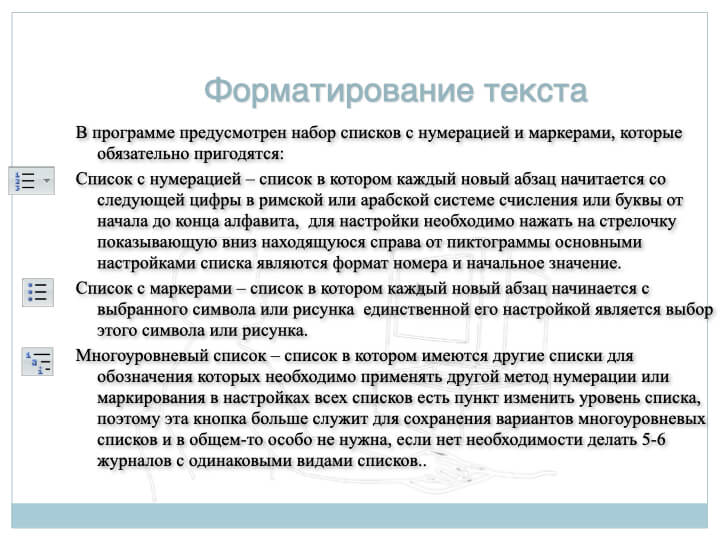 Форматирование текста
В программе предусмотрен набор списков с нумерацией и маркерами, которые
обязательно пригодятся:
Список с нумерацией – список в котором каждый новый абзац начитается со
следующей цифры в римской или арабской системе счисления или буквы от
начала до конца алфавита, для настройки необходимо нажать на стрелочку
показывающую вниз находящуюся справа от пиктограммы основными
настройками списка являются формат номера и начальное значение.
Список с маркерами – список в котором каждый новый абзац начинается с
выбранного символа или рисунка единственной его настройкой является выбор
этого символа или рисунка.
Многоуровневый список – список в котором имеются другие списки для
обозначения которых необходимо применять другой метод нумерации или
маркирования в настройках всех списков есть пункт изменить уровень списка,
поэтому эта кнопка больше служит для сохранения вариантов многоуровневых
списков и в общем-то особо не нужна, если нет необходимости делать 5-6
журналов с одинаковыми видами списков..